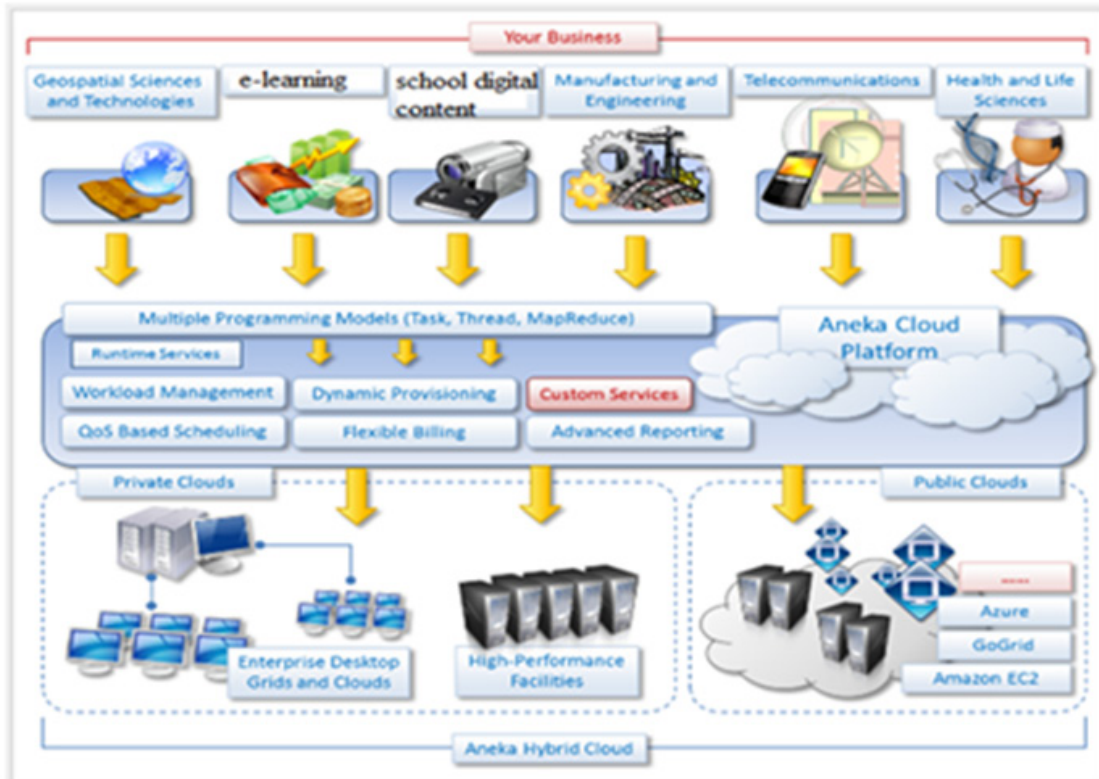 Your Business
Geospatial Sciences
and Technologies
e-learning
school digital
content
Manufacturing and
Engineering
Telecommunications
Health and Life
Sciences
Multiple Programming Models (Task, Thread, MapReduce)
Aneka Cloud
Platform
Runtime Services
Workload Management
Dynamic Provisioning
Custom Services
QoS Based Scheduling
Flexible Billing
Advanced Reporting
Private Clouds
Public Clouds
.....
Azure
GoGrid
Amazon EC2
Enterprise Desktop
Grids and Clouds
High-Performance
Facilities
Aneka Hybrid Cloud